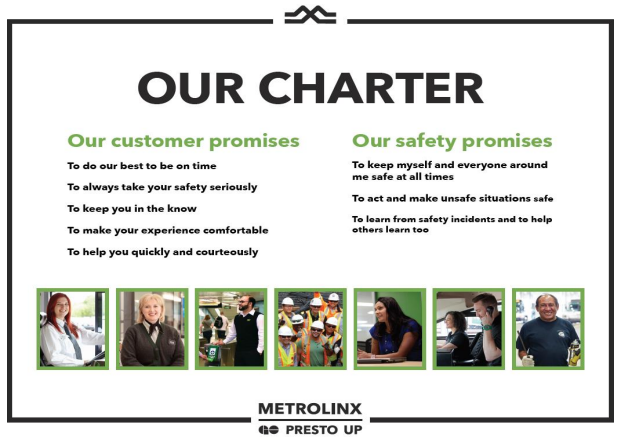 OUR CHARTER
Our customer promises
To do our best to be on time
To always take your safety seriously
To keep you in the know
To make your experience comfortable
To help you quickly and courteously
Our safety promises
To keep myself and everyone around
me safe at all times
To act and make unsafe situations safe
To learn from safety incidents and to help
others learn too
METROLINX
GO PRESTO UP